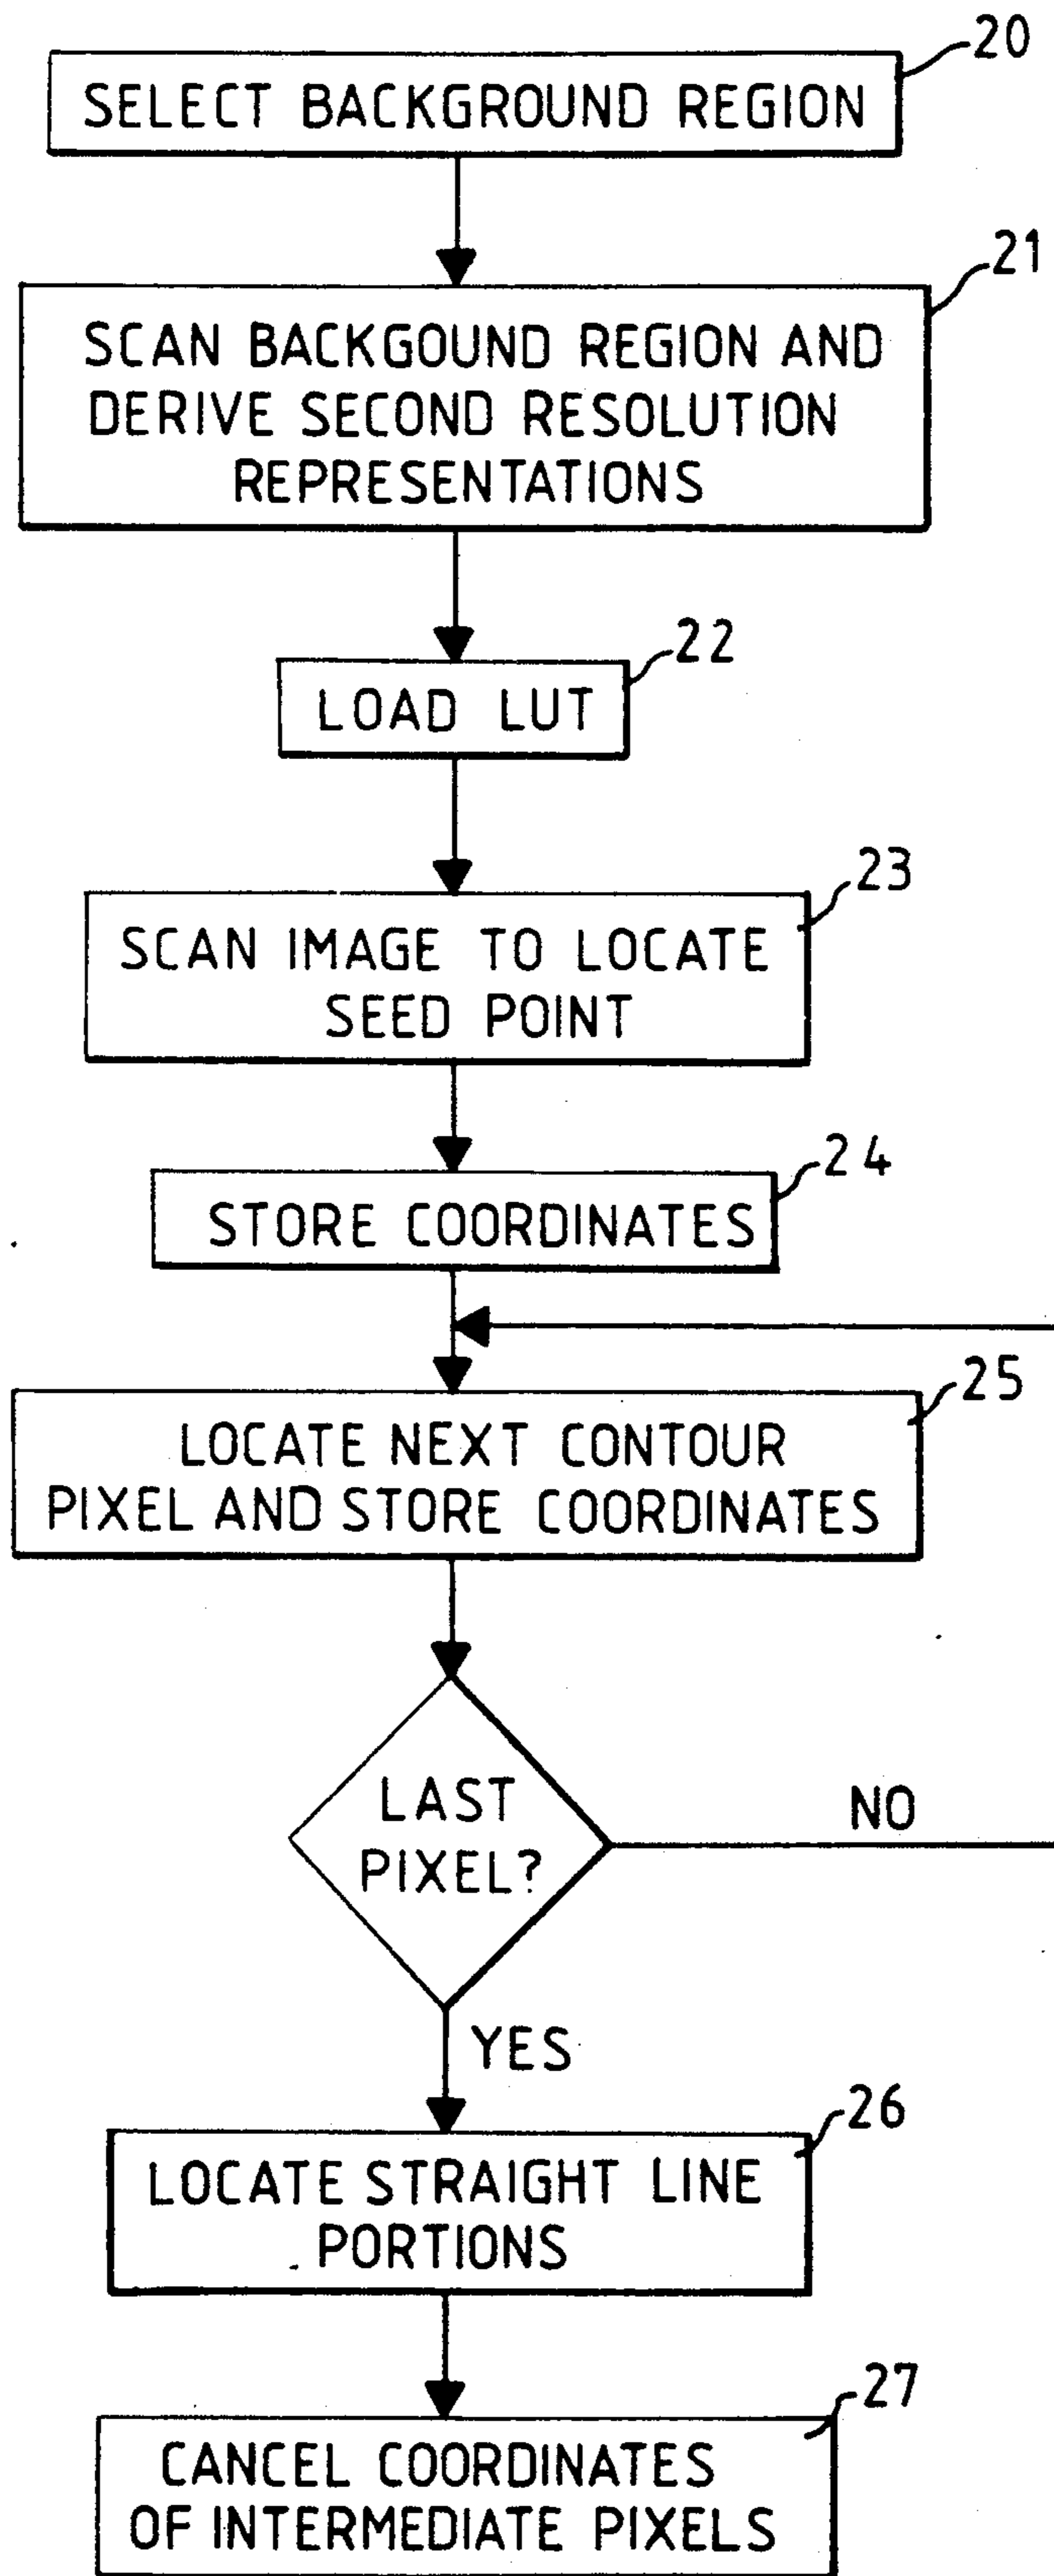 20
SELECT BACKGROUND REGION
21
SCAN BACKGOUND REGION AND
DERIVE SECOND RESOLUTION
REPRESENTATIONS
22
LOAD LUT
23
SCAN IMAGE TO LOCATE
SEED POINT
24
STORE COORDINATES
25
LOCATE NEXT CONTOUR
PIXEL AND STORE COORDINATES
LAST
PIXEL?
NO
YES
26
LOCATE STRAIGHT LINE
PORTIONS
27
CANCEL COORDINATES
OF INTERMEDIATE PIXELS